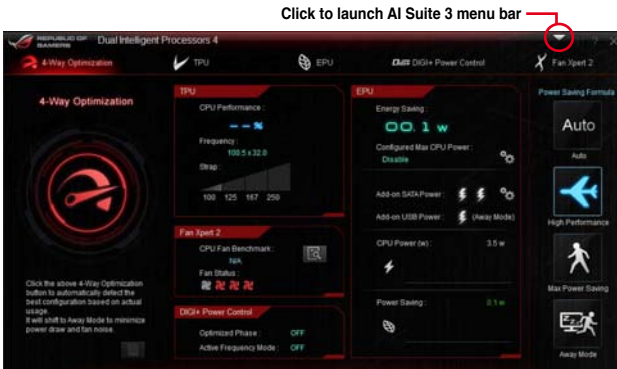 Click to launch AI Suite 3 menu bar
REPUBLIC OF
GAMERS
Dual Intelligent Processors 4
?
X
4-Way Optimization
TPU
EPU
DIGI+ Power Control
Fan Xpert 2
4-Way Optimization
Click the above 4-Way Optimization
button to automatically detect the
best configuration based on actual
usage.
It will shift to Away Mode to minimize
power draw and fan noise.
TPU
CPU Performance :
-- %
Frequency :
100.5 x 32.0
Strap :
100 125 167 250
Fan Xpert 2
CPU Fan Benchmark :
N/A
Fan Status :
DIGI+ Power Control
Optimized Phase : OFF
Active Frequency Mode : OFF
EPU
Energy Saving :
00.1 w
Configured Max CPU Power :
Disable
Add-on SATA Power :
Add-on USB Power : (Away Mode)
CPU Power (w) : 3.5 w
Power Saving : 0.1 w
Power Saving Formula
Auto
Auto
High Performance
Max Power Saving
Away Mode